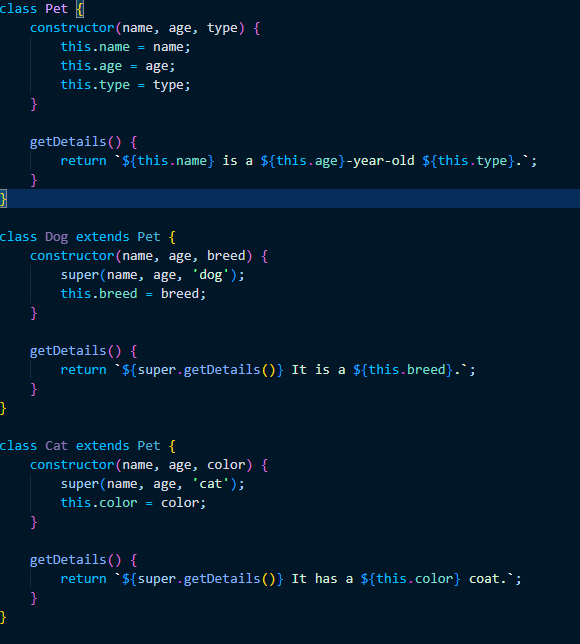 class Pet {
    constructor(name, age, type) {
        this.name = name;
        this.age = age;
        this.type = type;
    }

    getDetails() {
        return `${this.name} is a ${this.age}-year-old ${this.type}.`;
    }
}

class Dog extends Pet {
    constructor(name, age, breed) {
        super(name, age, 'dog');
        this.breed = breed;
    }

    getDetails() {
        return `${super.getDetails()} It is a ${this.breed}.`;
    }
}

class Cat extends Pet {
    constructor(name, age, color) {
        super(name, age, 'cat');
        this.color = color;
    }

    getDetails() {
        return `${super.getDetails()} It has a ${this.color} coat.`;
    }
}